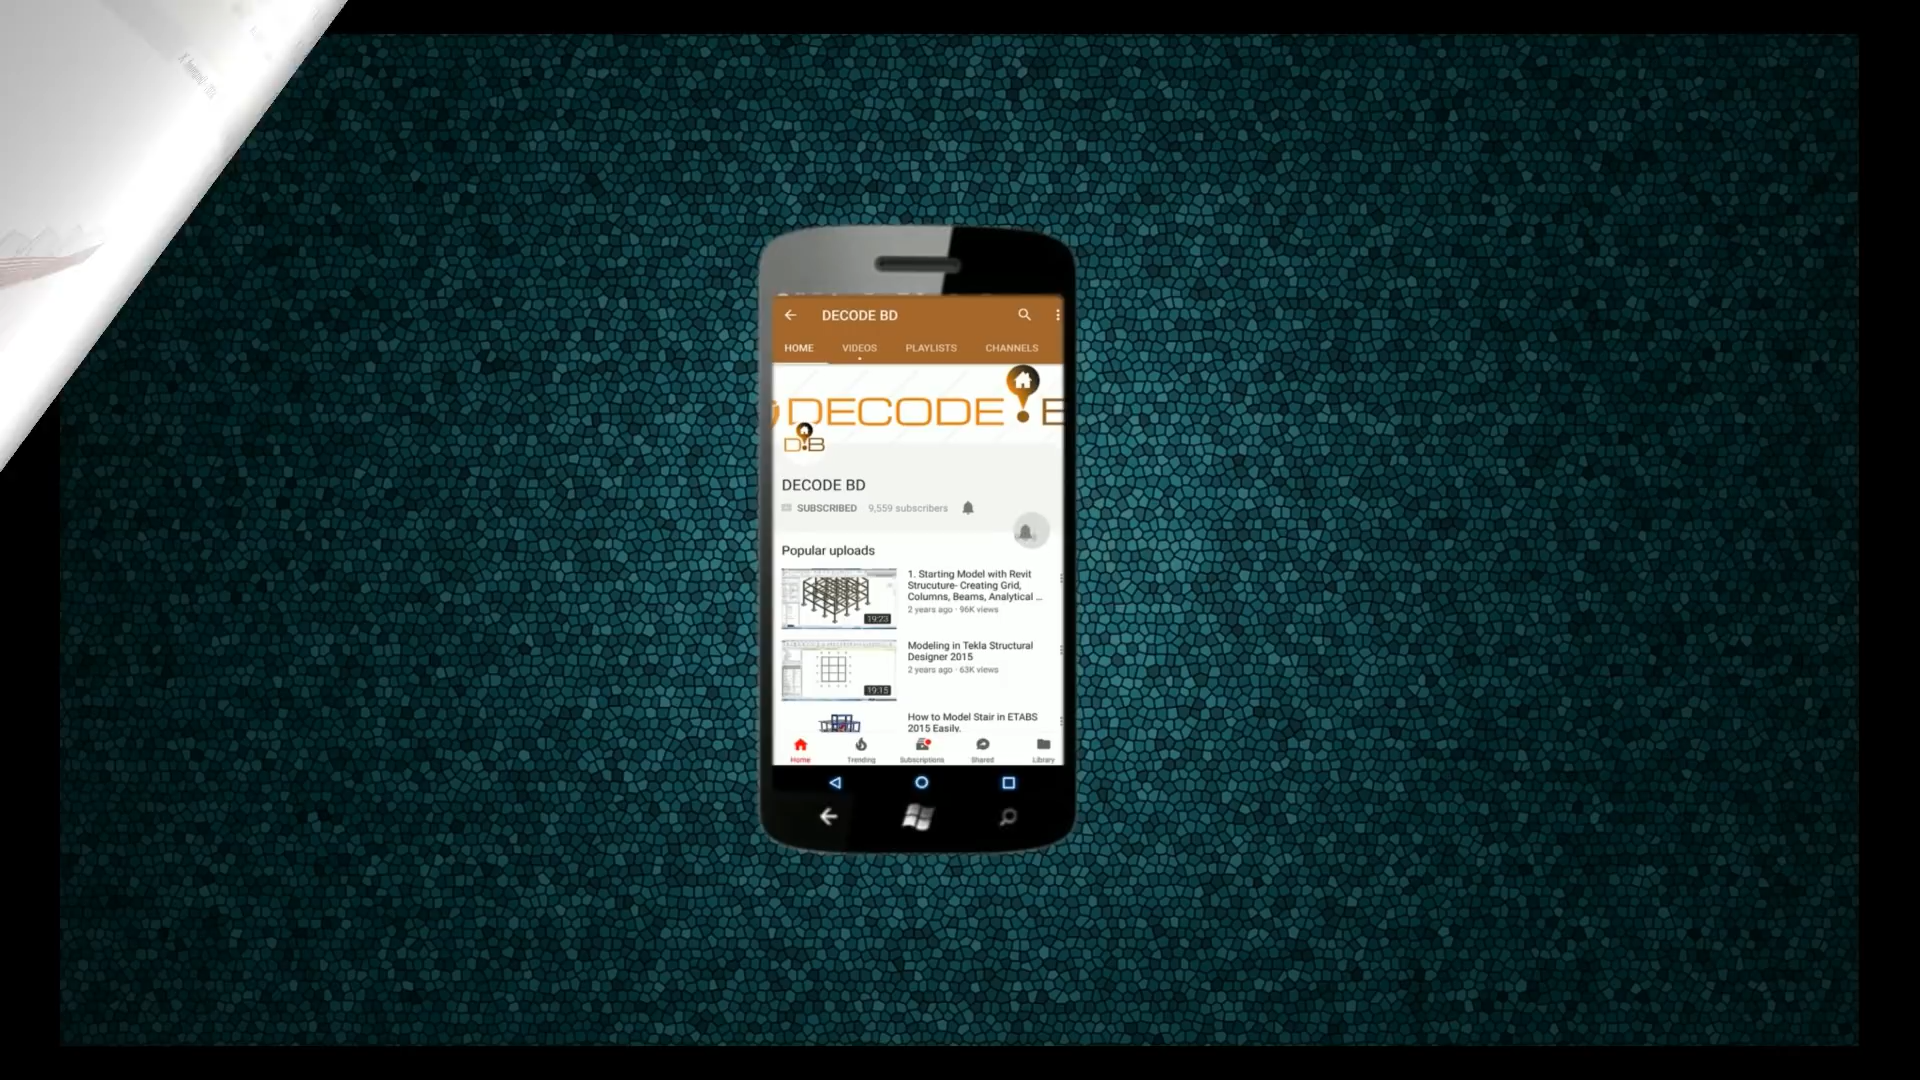 DECODE BD
HOME VIDEOS PLAYLISTS CHANNELS
DECODE E
D B
DECODE BD
SUBSCRIBED 9,559 subscribers
Popular uploads
1. Starting Model with Revit
Strucuture- Creating Grid,
Columns, Beams, Analytical ...
2 years ago · 96K views
19:23
Modeling in Tekla Structural
Designer 2015
2 years ago · 63K views
19:15
How to Model Stair in ETABS
2015 Easily.
Home Trending Subscriptions Shared Library